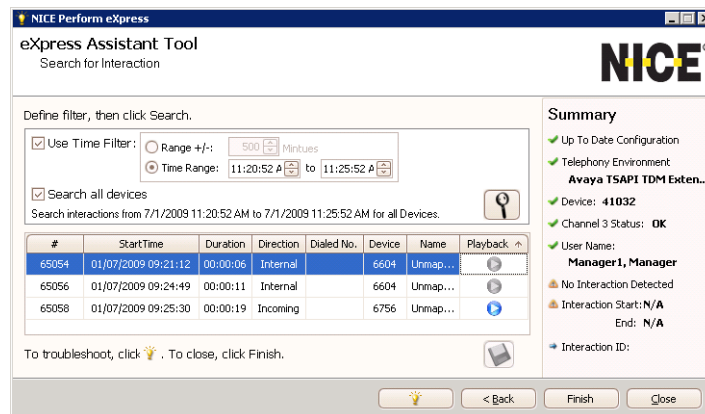 NICE Perform eXpress
eXpress Assistant Tool
Search for Interaction
NICE
Define filter, then click Search.
Use Time Filter:
Range +/-: 500 Mintues
Time Range: 11:20:52 A to 11:25:52 A
Search all devices
Search interactions from 7/1/2009 11:20:52 AM to 7/1/2009 11:25:52 AM for all Devices.
# StartTime Duration Direction Dialed No. Device Name Playback
65054 01/07/2009 09:21:12 00:00:06 Internal 6604 Unmap...
65056 01/07/2009 09:24:49 00:00:11 Internal 6604 Unmap...
65058 01/07/2009 09:25:30 00:00:19 Incoming 6756 Unmap...
To troubleshoot, click . To close, click Finish.
Summary
Up To Date Configuration
Telephony Environment
Avaya TSAPI TDM Exten..
Device: 41032
Channel 3 Status: OK
User Name:
Manager1, Manager
No Interaction Detected
Interaction Start: N/A
End: N/A
Interaction ID:
< Back
Finish
Close